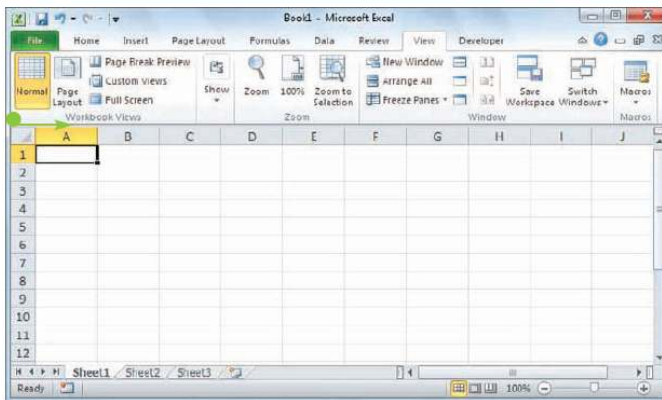 Book1 - Microsoft Excel
File Home Insert Page Layout Formulas Data Review View Developer
Normal
Page Layout
Page Break Preview
Custom Views
Full Screen
Workbook Views
Show
Zoom
100%
Zoom to Selection
Zoom
New Window
Arrange All
Freeze Panes
Save Workspace
Switch Windows
Window
Macros
Macros
A B C D E F G H I J
1
2
3
4
5
6
7
8
9
10
11
12
Sheet1 Sheet2 Sheet3
Ready 100%